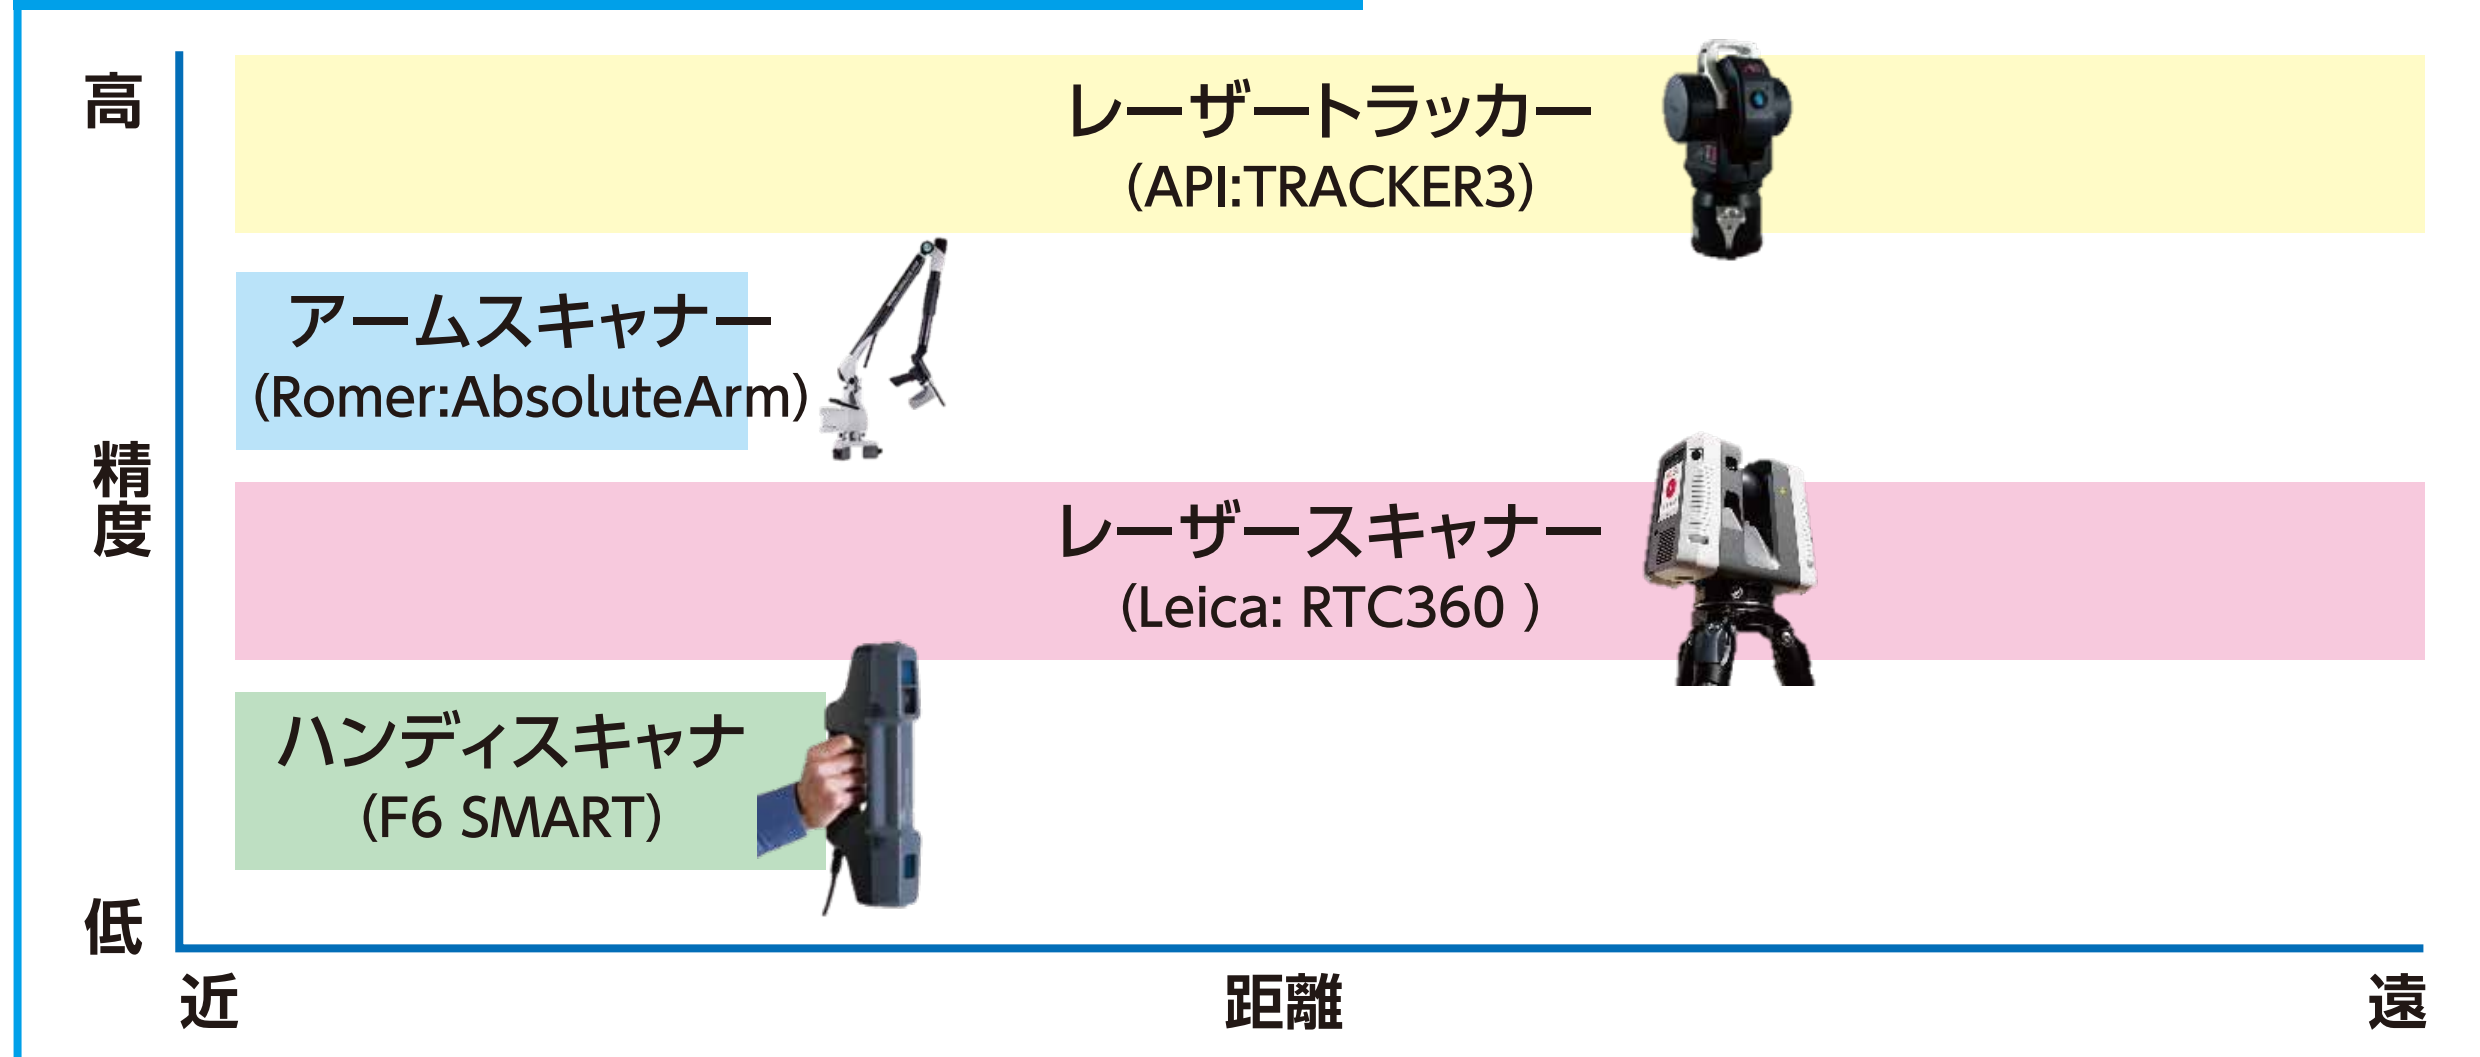 高
レーザートラッカー
(API:TRACKER3)
アームスキャナー
(Romer:AbsoluteArm)
精度
レーザースキャナー
(Leica: RTC360 )
ハンディスキャナ
(F6 SMART)
低
近
距離
遠